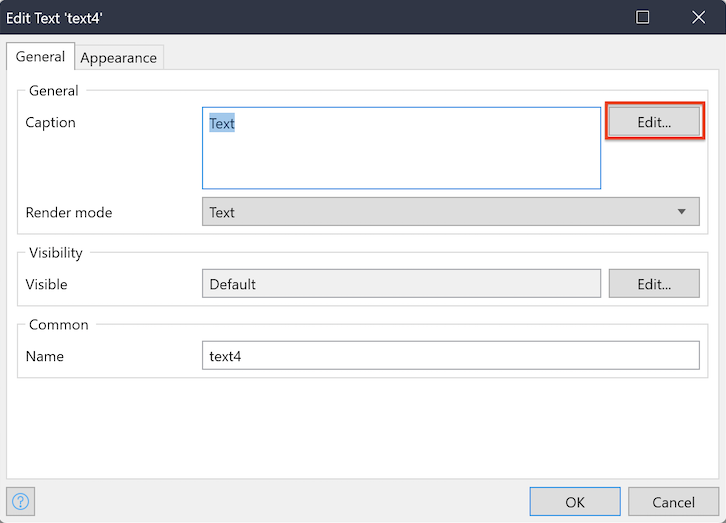 Edit Text 'text4'
General Appearance
General
Caption Text Edit...
Render mode Text
Visibility
Visible Default Edit...
Common
Name text4
? OK Cancel